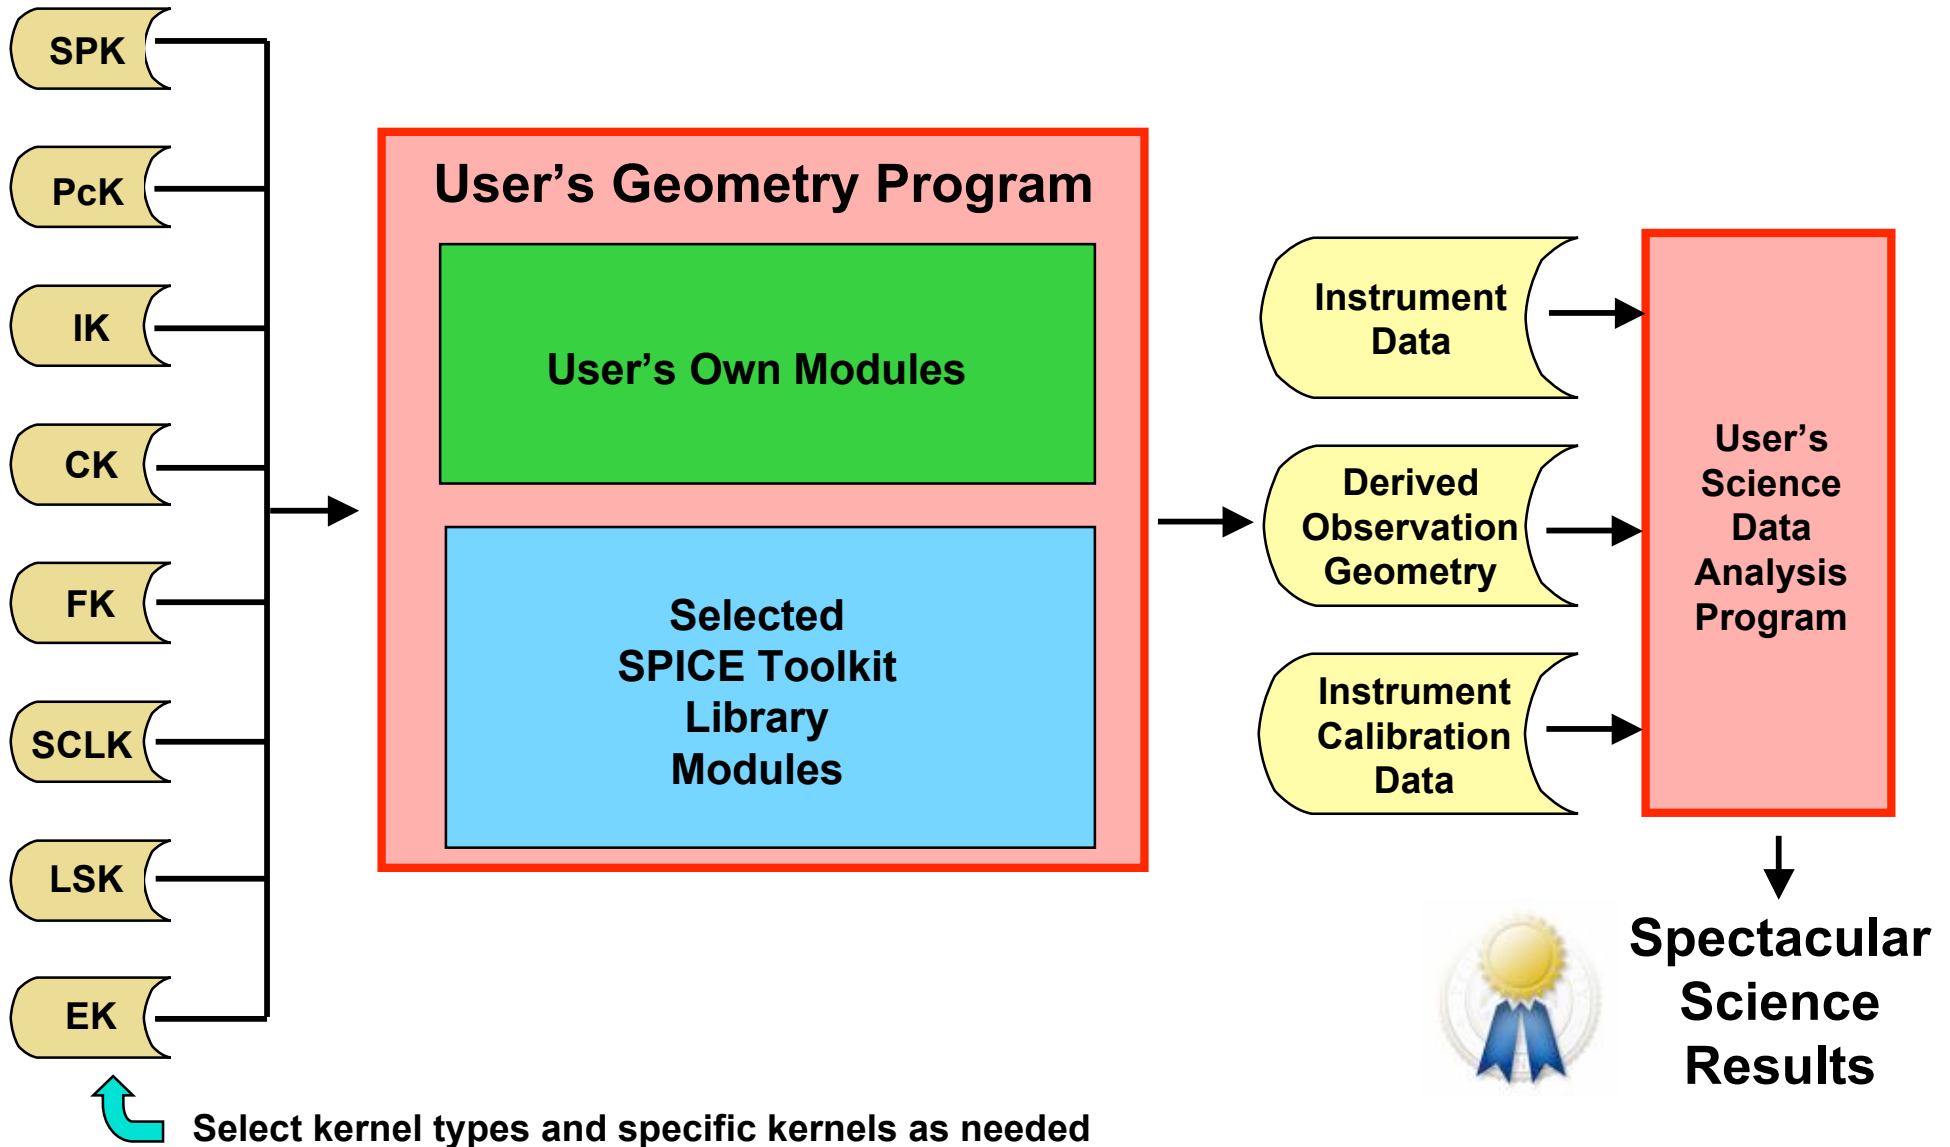 SPK
PcK
IK
CK
FK
SCLK
LSK
EK
Select kernel types and specific kernels as needed
User’s Geometry Program
User’s Own Modules
Selected
SPICE Toolkit
Library
Modules
Instrument
Data
Derived
Observation
Geometry
Instrument
Calibration
Data
User’s
Science
Data
Analysis
Program
Spectacular
Science
Results